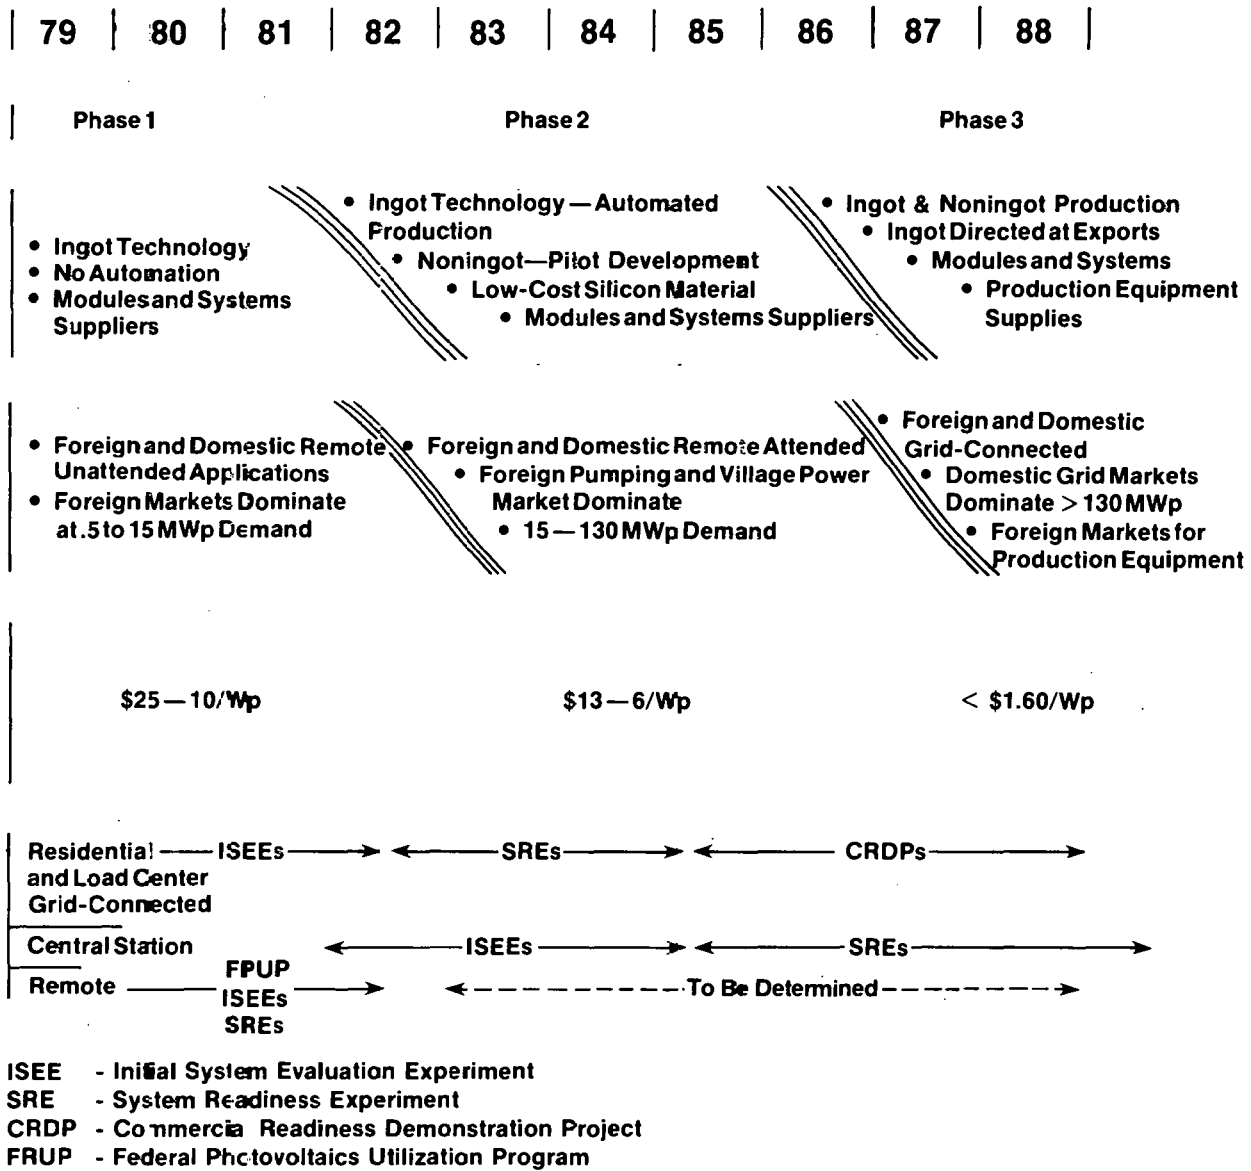 79 80 81 82 83 84 85 86 87 88
Phase 1 Phase 2 Phase 3
• Ingot Technology
• No Automation
• Modules and Systems
Suppliers
• Ingot Technology — Automated
Production
• Noningot—Pilot Development
• Low-Cost Silicon Material
• Modules and Systems Suppliers
• Ingot & Noningot Production
• Ingot Directed at Exports
• Modules and Systems
• Production Equipment
Supplies
• Foreign and Domestic Remote
Unattended Applications
• Foreign Markets Dominate
at .5 to 15 MWp Demand
• Foreign and Domestic Remote Attended
• Foreign Pumping and Village Power
Market Dominate
• 15—130 MWp Demand
• Foreign and Domestic
Grid-Connected
• Domestic Grid Markets
Dominate > 130 MWp
• Foreign Markets for
Production Equipment
$25—10/Wp $13—6/Wp < $1.60/Wp
Residential ISEEs SREs CRDPs
and Load Center
Grid-Connected
Central Station ISEEs SREs
Remote FPUP To Be Determined
ISEEs
SREs
ISEE - Initial System Evaluation Experiment
SRE - System Readiness Experiment
CRDP - Commercial Readiness Demonstration Project
FRUP - Federal Photovoltaics Utilization Program